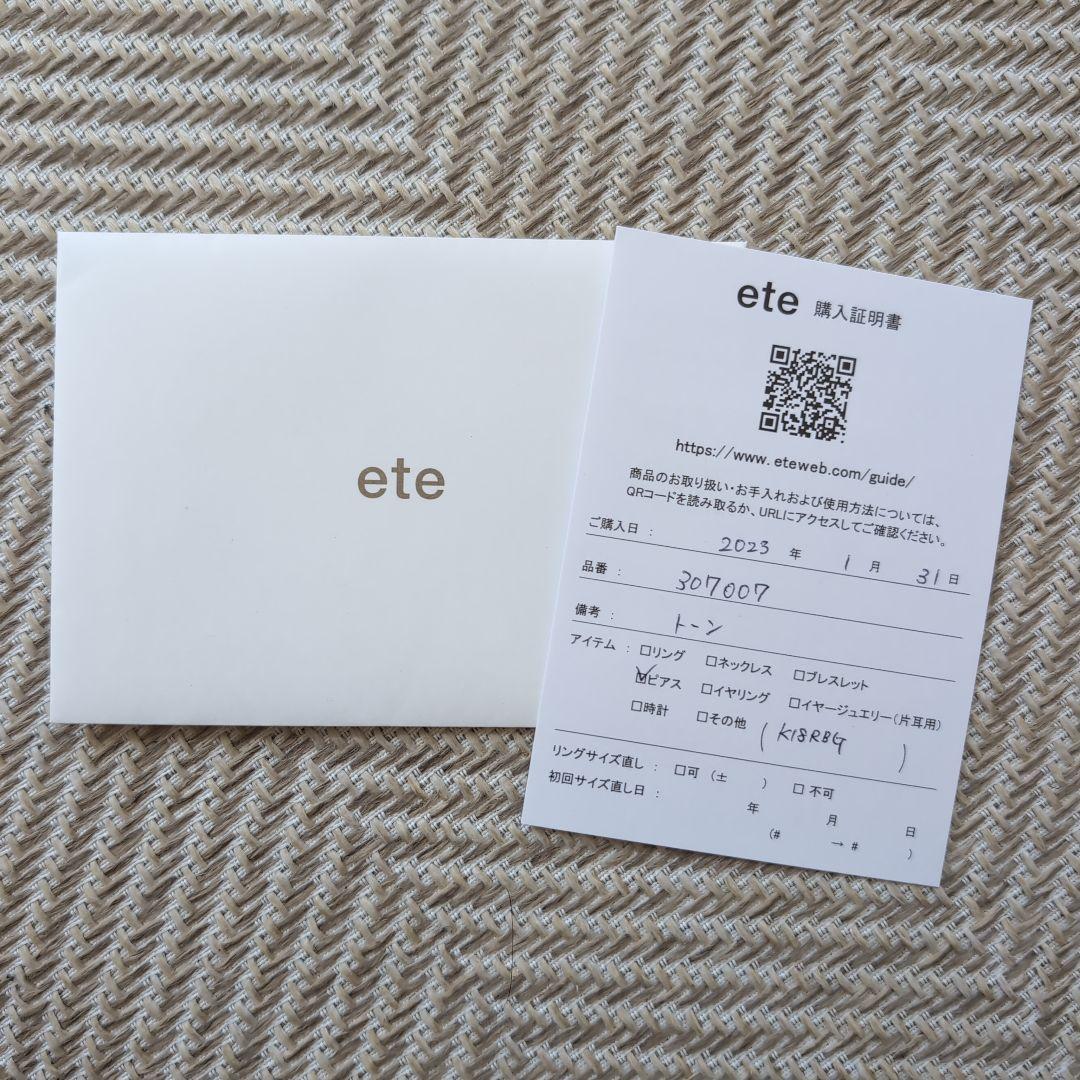 ete
ete 購入証明書
https://www.eteweb.com/guide/
商品のお取り扱い・お手入れおよび使用方法については、
QRコードを読み取るか、URLにアクセスしてご確認ください。
ご購入日 : 2023 年 1 月 31 日
品番 : 307007
備考 : トーン
アイテム : □リング □ネックレス □ブレスレット
☑ピアス □イヤリング □イヤージュエリー(片耳用)
□時計 □その他 ( K18RBG )
リングサイズ直し : □可 (± ) □ 不可
初回サイズ直し日 : 年 月 日
(# → # )